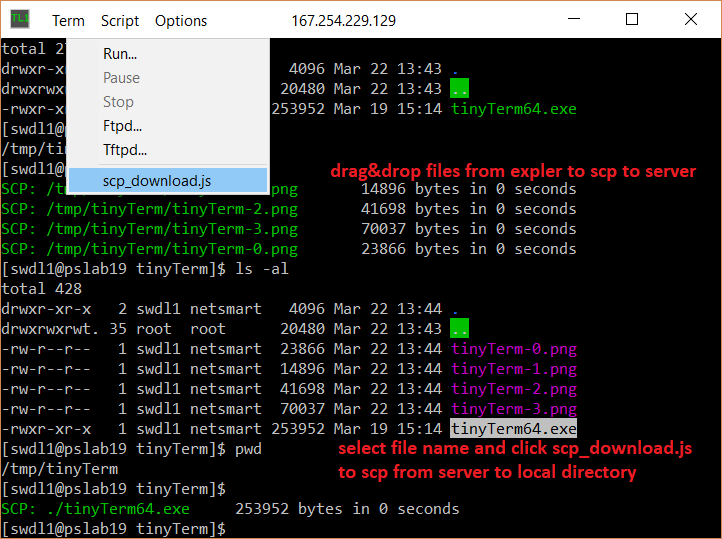 TL1 Term Script Options 167.254.229.129
Run...
Pause
Stop
Ftpd...
Tftpd...
scp_download.js
total 2
drwxr-x 4096 Mar 22 13:43 .
drwxrwx 20480 Mar 22 13:43 ..
-rwxr-x 253952 Mar 19 15:14 tinyTerm64.exe
[swdl1@
/tmp/ti
[swdl1@
drag&drop files from expler to scp to server
SCP: /tmp/tinyTerm/tinyTerm-1.png 14896 bytes in 0 seconds
SCP: /tmp/tinyTerm/tinyTerm-2.png 41698 bytes in 0 seconds
SCP: /tmp/tinyTerm/tinyTerm-3.png 70037 bytes in 0 seconds
SCP: /tmp/tinyTerm/tinyTerm-0.png 23866 bytes in 0 seconds
[swdl1@pslab19 tinyTerm]$ ls -al
total 428
drwxr-xr-x 2 swdl1 netsmart 4096 Mar 22 13:44 .
drwxrwxrwt. 35 root root 20480 Mar 22 13:43 ..
-rw-r--r-- 1 swdl1 netsmart 23866 Mar 22 13:44 tinyTerm-0.png
-rw-r--r-- 1 swdl1 netsmart 14896 Mar 22 13:44 tinyTerm-1.png
-rw-r--r-- 1 swdl1 netsmart 41698 Mar 22 13:44 tinyTerm-2.png
-rw-r--r-- 1 swdl1 netsmart 70037 Mar 22 13:44 tinyTerm-3.png
-rwxr-xr-x 1 swdl1 netsmart 253952 Mar 19 15:14 tinyTerm64.exe
[swdl1@pslab19 tinyTerm]$ pwd
select file name and click scp_download.js
/tmp/tinyTerm
to scp from server to local directory
[swdl1@pslab19 tinyTerm]$
SCP: ./tinyTerm64.exe 253952 bytes in 0 seconds
[swdl1@pslab19 tinyTerm]$